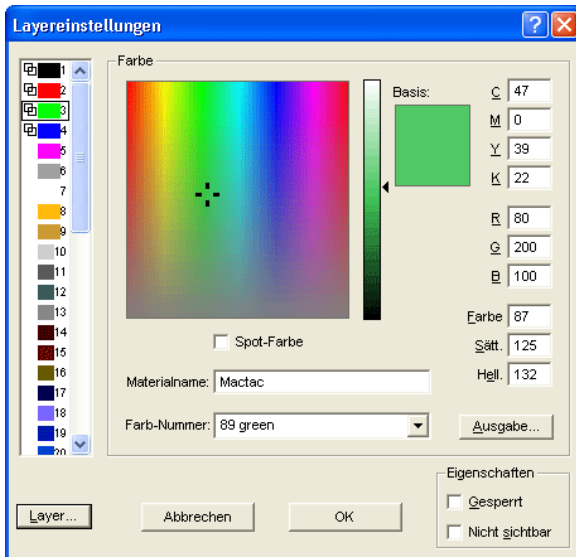 Layereinstellungen
Farbe
1
2
3
4
5
6
7
8
9
10
11
12
13
14
15
16
17
18
19
20
Basis:
C 47
M 0
Y 39
K 22
R 80
G 200
B 100
Farbe 87
Sätt. 125
Hell. 132
Spot-Farbe
Materialname: Mactac
Farb-Nummer: 89 green
Ausgabe...
Eigenschaften
Gesperrt
Nicht sichtbar
Layer...
Abbrechen
OK